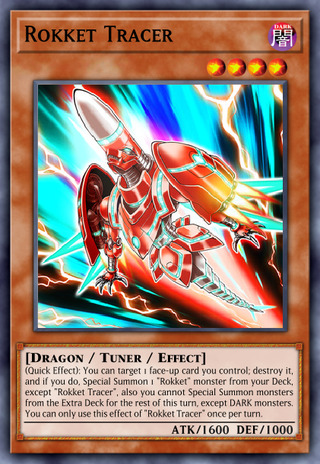 Rokket Tracer
DARK
闇
[Dragon / Tuner / Effect]
(Quick Effect): You can target 1 face-up card you control; destroy it,
and if you do, Special Summon 1 "Rokket" monster from your Deck,
except "Rokket Tracer", also you cannot Special Summon monsters
from the Extra Deck for the rest of this turn, except DARK monsters.
You can only use this effect of "Rokket Tracer" once per turn.
ATK/1600 DEF/1000